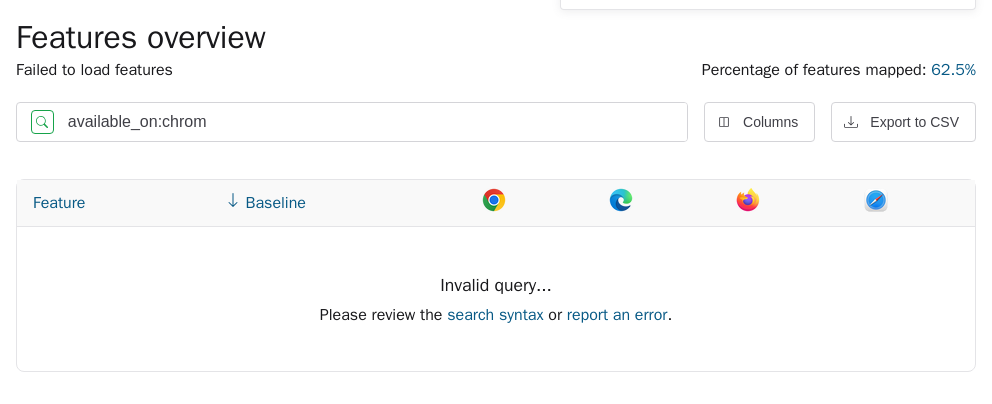 Features overview
Failed to load features
Percentage of features mapped: 62.5%
available_on:chrom
Columns
Export to CSV
Feature
Baseline
Invalid query...
Please review the search syntax or report an error.